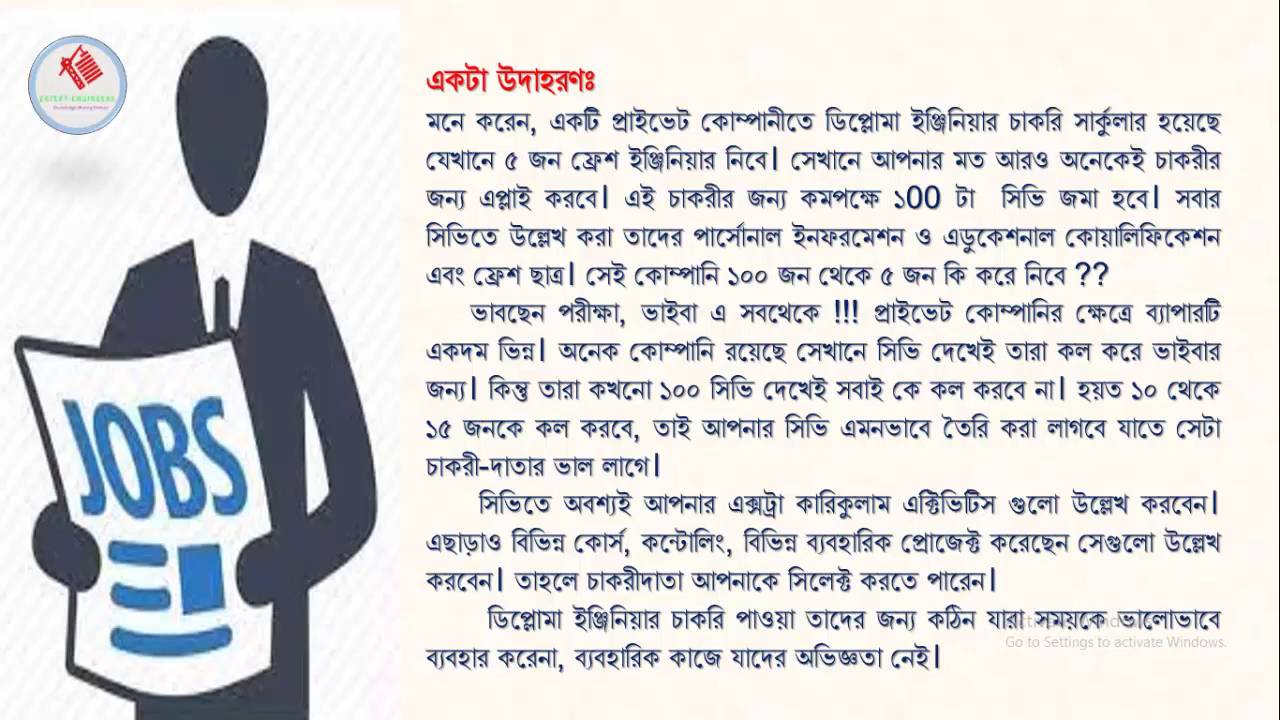 EXPERT ENGINEERS
একটা উদাহরণঃ
মনে করেন, একটি প্রাইভেট কোম্পানীতে ডিপ্লোমা ইঞ্জিনিয়ার চাকরি সার্কুলার হয়েছে
যেখানে ৫ জন ফ্রেশ ইঞ্জিনিয়ার নিবে। সেখানে আপনার মত আরও অনেকেই চাকরীর
জন্য এপ্লাই করবে। এই চাকরীর জন্য কমপক্ষে ১00 টা সিভি জমা হবে। সবার
সিভিতে উল্লেখ করা তাদের পার্সোনাল ইনফরমেশন ও এডুকেশনাল কোয়ালিফিকেশন
এবং ফ্রেশ ছাত্র। সেই কোম্পানি ১০০ জন থেকে ৫ জন কি করে নিবে ??
ভাবছেন পরীক্ষা, ভাইবা এ সবথেকে !!! প্রাইভেট কোম্পানির ক্ষেত্রে ব্যাপারটি
একদম ভিন্ন। অনেক কোম্পানি রয়েছে সেখানে সিভি দেখেই তারা কল করে ভাইবার
জন্য। কিন্তু তারা কখনো ১০০ সিভি দেখেই সবাই কে কল করবে না। হয়ত ১০ থেকে
১৫ জনকে কল করবে, তাই আপনার সিভি এমনভাবে তৈরি করা লাগবে যাতে সেটা
চাকরী-দাতার ভাল লাগে।
সিভিতে অবশ্যই আপনার এক্সট্রা কারিকুলাম এক্টিভিটিস গুলো উল্লেখ করবেন।
এছাড়াও বিভিন্ন কোর্স, কন্টোলিং, বিভিন্ন ব্যবহারিক প্রোজেক্ট করেছেন সেগুলো উল্লেখ
করবেন। তাহলে চাকরীদাতা আপনাকে সিলেক্ট করতে পারেন।
ডিপ্লোমা ইঞ্জিনিয়ার চাকরি পাওয়া তাদের জন্য কঠিন যারা সময়কে ভালোভাবে
ব্যবহার করেনা, ব্যবহারিক কাজে যাদের অভিজ্ঞতা নেই।
JOBS
Go to Settings to activate Windows.